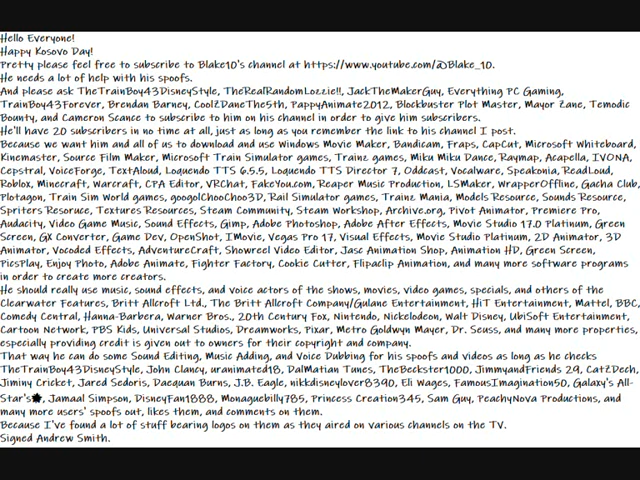 Hello Everyone!
Happy Kosovo Day!
Pretty please feel free to subscribe to Blake10's channel at https://www.youtube.com/@Blake_10.
He needs a lot of help with his spoofs.
And please ask TheTrainBoy43DisneyStyle, TheRealRandomLozzie!!, JackTheMakerGuy, Everything PC Gaming,
TrainBoy43Forever, Brendan Barney, CoolZDaneThe5th, PappyAnimate2012, Blockbuster Plot Master, Mayor Zane, Temodic
Bounty, and Cameron Scance to subscribe to him on his channel in order to give him subscribers.
He'll have 20 subscribers in no time at all, just as long as you remember the link to his channel I post.
Because we want him and all of us to download and use Windows Movie Maker, Bandicam, Fraps, CapCut, Microsoft Whiteboard,
Kinemaster, Source Film Maker, Microsoft Train Simulator games, Trainz games, Miku Miku Dance, Raymap, Acapella, IVONA,
Cepstral, VoiceForge, TextAloud, Loquendo TTS 6.5.5, Loquendo TTS Director 7, Oddcast, Vocalware, Speakonia, ReadLoud,
Roblox, Minecraft, Warcraft, CPA Editor, VRChat, FakeYou.com, Reaper Music Production, LSMaker, WrapperOffline, Gacha Club,
Plotagon, Train Sim World games, googolChooChoo3D, Rail Simulator games, Trainz Mania, Models Resource, Sounds Resource,
Spriters Resoruce, Textures Resources, Steam Community, Steam Workshop, Archive.org, Pivot Animator, Premiere Pro,
Audacity, Video Game Music, Sound Effects, Gimp, Adobe Photoshop, Adobe After Effects, Movie Studio 17.0 Platinum, Green
Screen, GX Converter, Game Dev, OpenShot, IMovie, Vegas Pro 17, Visual Effects, Movie Studio Platinum, 2D Animator, 3D
Animator, Vocoded Effects, AdventureCraft, Showreel Video Editor, Jasc Animation Shop, Animation HD, Green Screen,
PicsPlay, Enjoy Photo, Adobe Animate, Fighter Factory, Cookie Cutter, Flipaclip Animation, and many more software programs
in order to create more creators.
He should really use music, sound effects, and voice actors of the shows, movies, video games, specials, and others of the
Clearwater Features, Britt Allcroft Ltd., The Britt Allcroft Company/Gulane Entertainment, HiT Entertainment, Mattel, BBC,
Comedy Central, Hanna-Barbera, Warner Bros., 20th Century Fox, Nintendo, Nickelodeon, Walt Disney, UbiSoft Entertainment,
Cartoon Network, PBS Kids, Universal Studios, Dreamworks, Pixar, Metro Goldwyn Mayer, Dr. Seuss, and many more properties,
especially providing credit is given out to owners for their copyright and company.
That way he can do some Sound Editing, Music Adding, and Voice Dubbing for his spoofs and videos as long as he checks
TheTrainBoy43DisneyStyle, John Clancy, uranimated18, DalMatian Tunes, TheBeckster1000, JimmyandFriends 29, CatZDech,
Jiminy Cricket, Jared Sedoris, Daequan Burns, J.B. Eagle, nikkdisneylover8390, Eli Wages, FamousImagination50, Galaxy's All-
Star's, Jamaal Simpson, DisneyFan1888, Monaguebilly785, Princess Creation345, Sam Guy, PeachyNova Productions, and
many more users' spoofs out, likes them, and comments on them.
Because I've found a lot of stuff bearing logos on them as they aired on various channels on the TV.
Signed Andrew Smith.